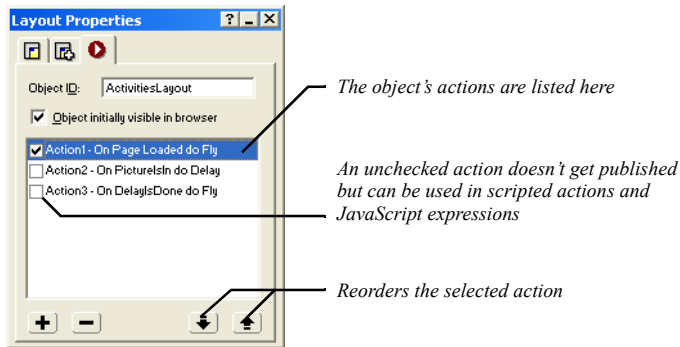 Layout Properties
Object ID: ActivitiesLayout
Object initially visible in browser
Action1 - On Page Loaded do Fly
Action2 - On PictureIsIn do Delay
Action3 - On DelayIsDone do Fly
The object's actions are listed here
An unchecked action doesn't get published
but can be used in scripted actions and
JavaScript expressions
Reorders the selected action